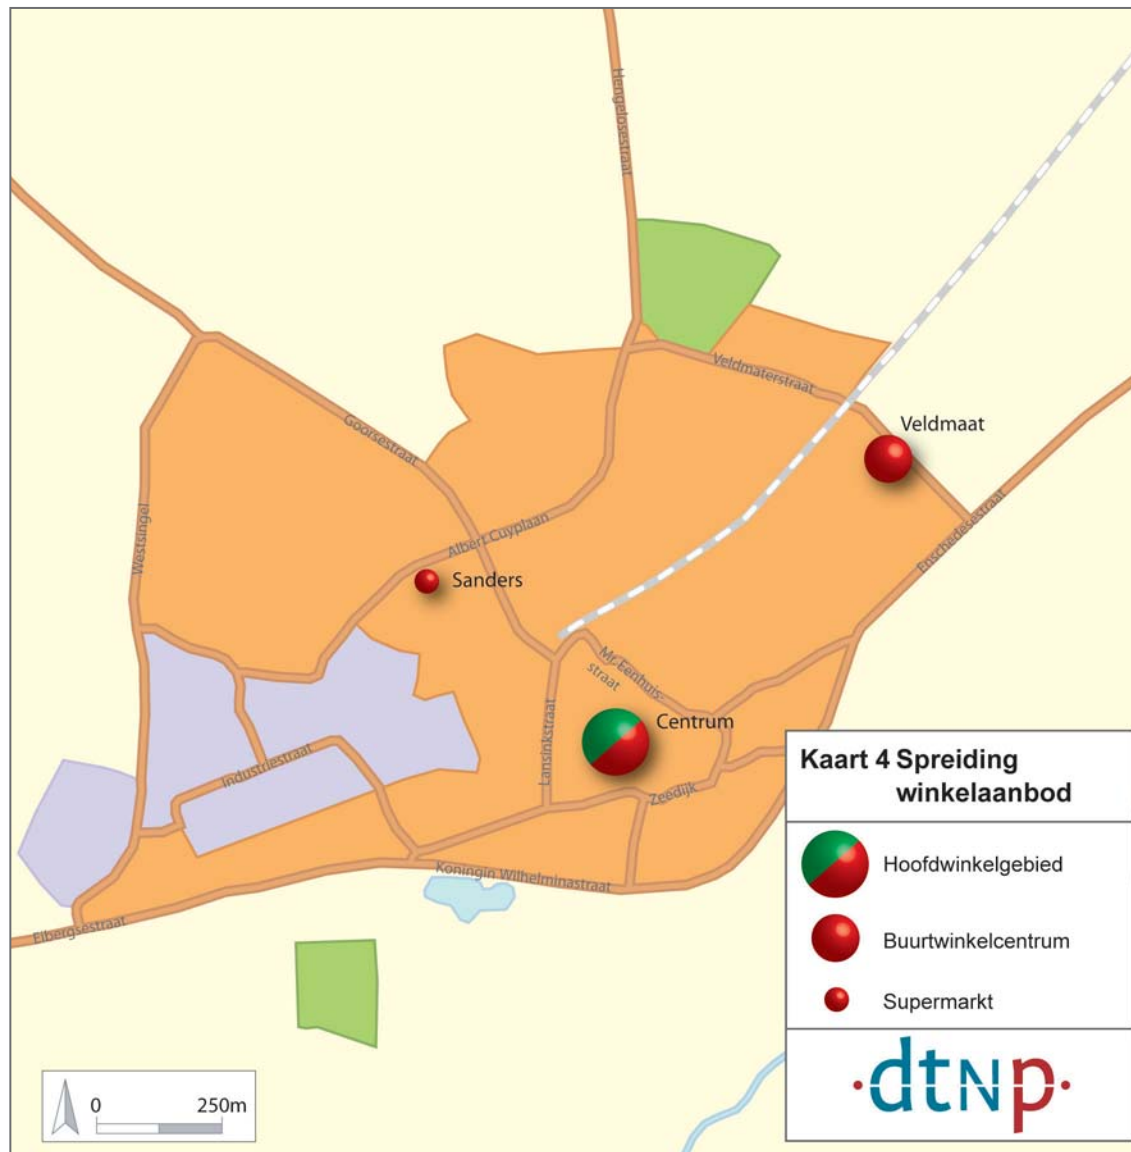 Hengelosestraat
Veldmaterstraat
Veldmaat
Goorsestraat
Westsingel
Albert Cuyplaan
Enschedesestraat
Sanders
Mr. Eenhuis-
straat
Lansinkstraat
Centrum
Industriestraat
Zeedijk
Koningin Wilhelminastraat
Eibergsestraat
Kaart 4 Spreiding
winkelaanbod
Hoofdwinkelgebied
Buurtwinkelcentrum
Supermarkt
0 250m
·dtNp·